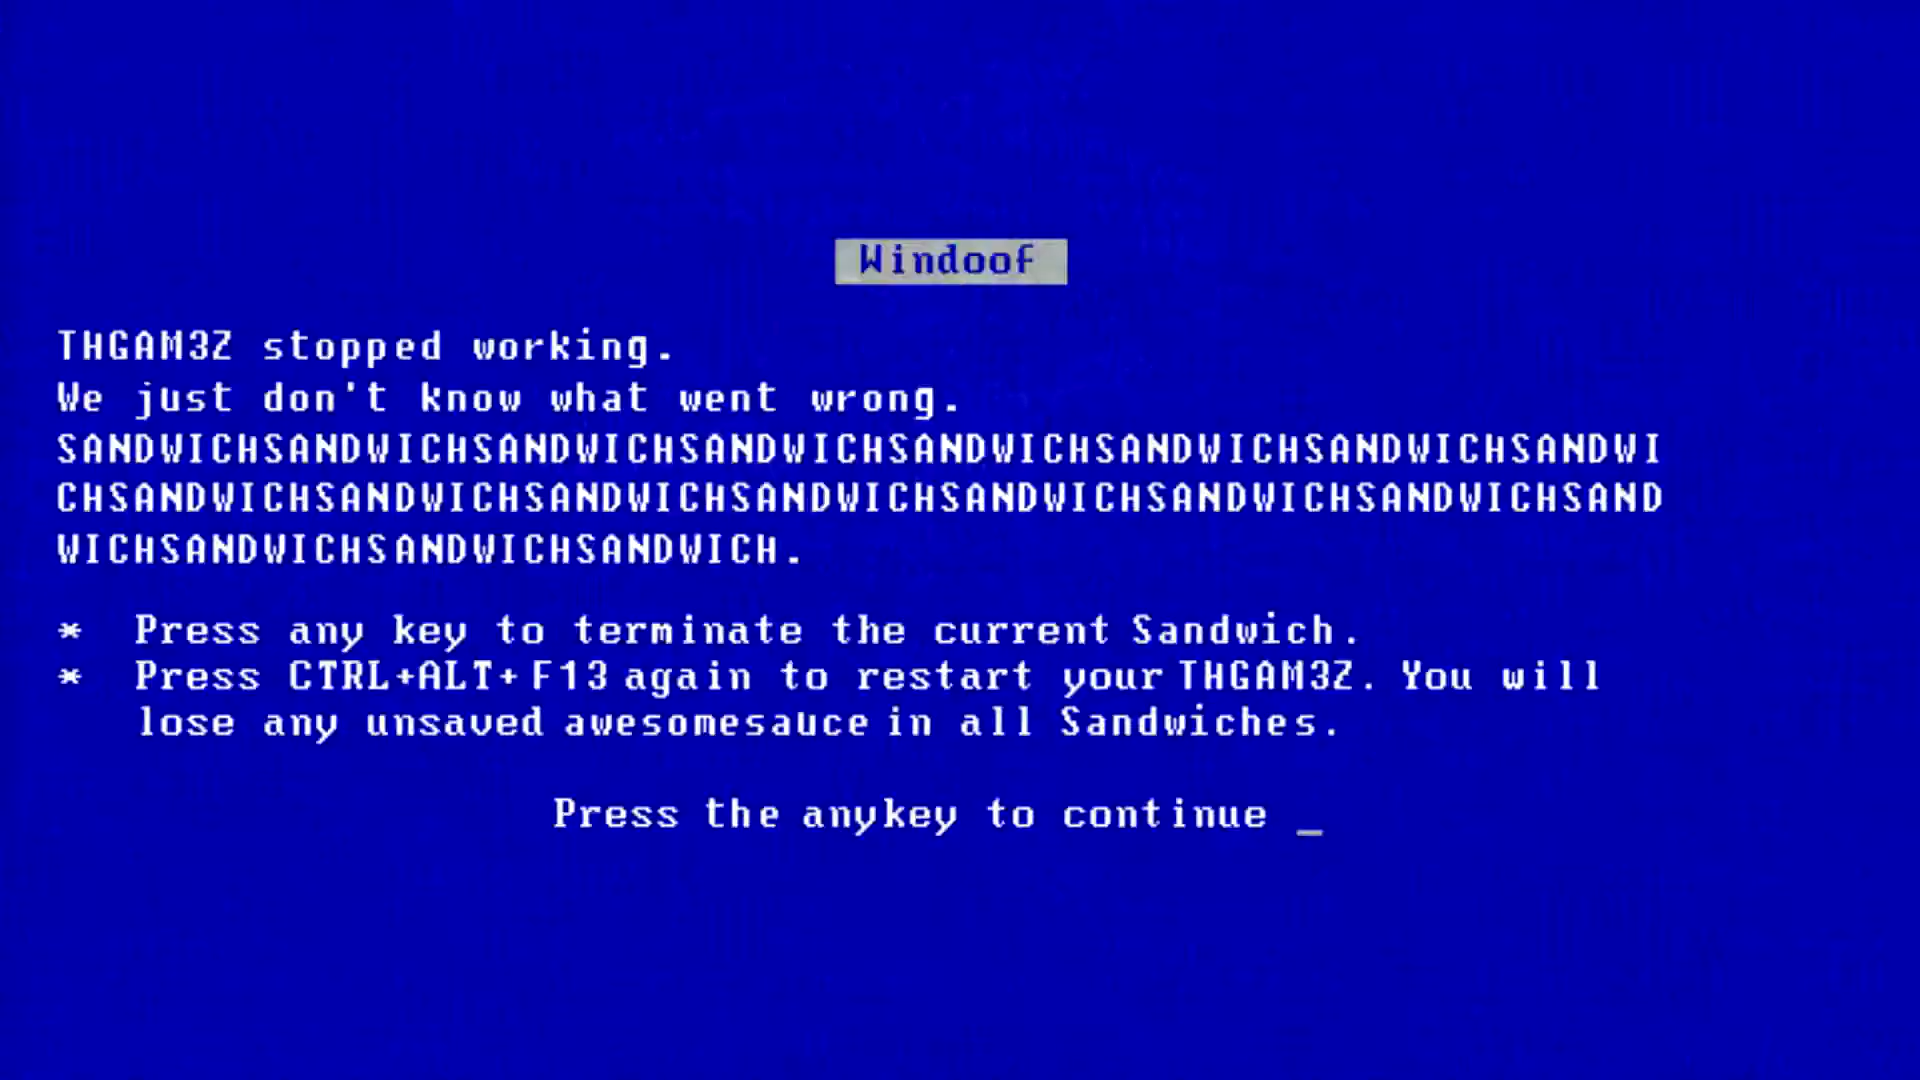 Windoof
THGAM3Z stopped working.
We just don't know what went wrong.
SANDWICHSANDWICHSANDWICHSANDWICHSANDWICHSANDWICHSANDWICHSANDWI
CHSANDWICHSANDWICHSANDWICHSANDWICHSANDWICHSANDWICHSANDWICHSAND
WICHSANDWICHSANDWICHSANDWICH.
* Press any key to terminate the current Sandwich.
* Press CTRL+ALT+F13 again to restart your THGAM3Z. You will
lose any unsaved awesomesauce in all Sandwiches.
Press the anykey to continue _